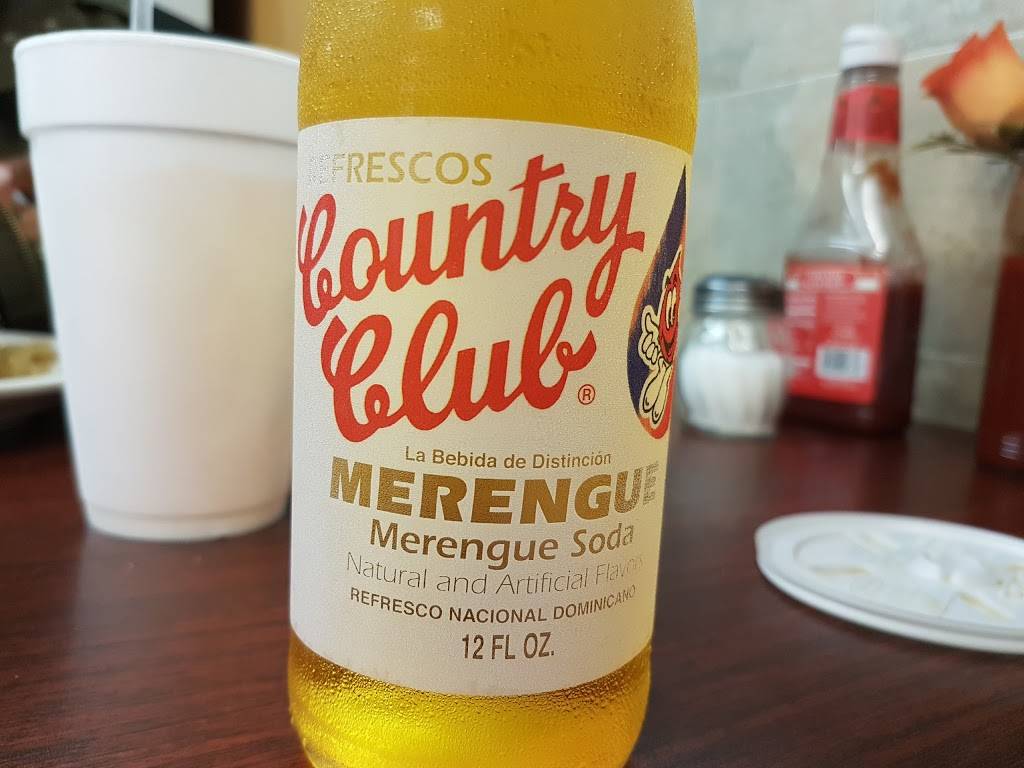 REFRESCOS
Country
Club®
La Bebida de Distinción
MERENGUE
Merengue Soda
Natural and Artificial Flavors
REFRESCO NACIONAL DOMINICANO
12 FL OZ.